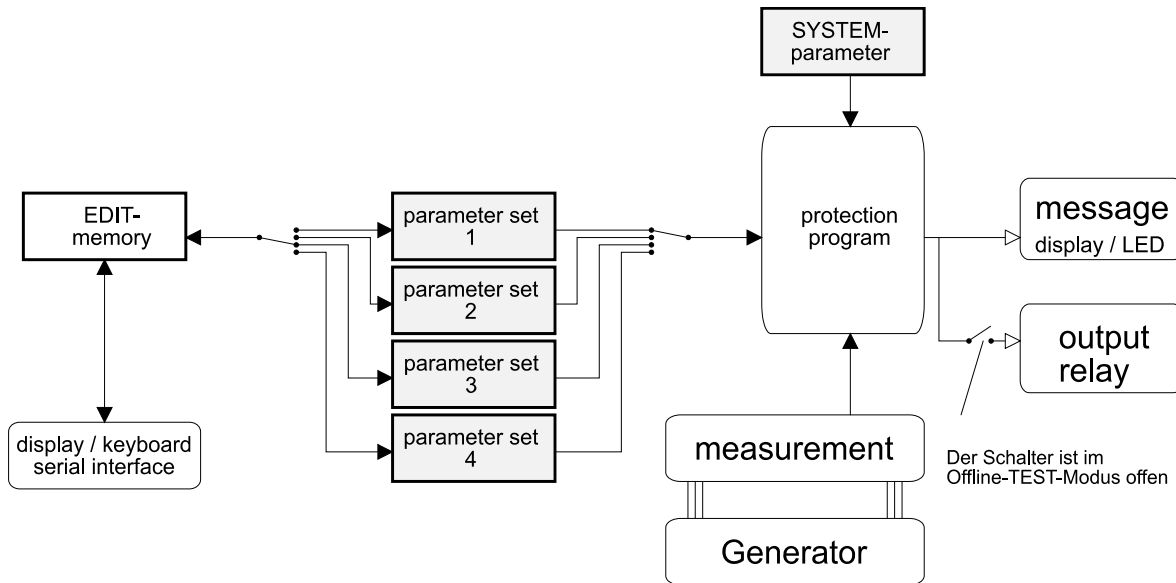 SYSTEM-
parameter
EDIT-
memory
parameter set
1
parameter set
2
parameter set
3
parameter set
4
protection
program
message
display / LED
output
relay
display / keyboard
serial interface
measurement
Der Schalter ist im
Offline-TEST-Modus offen
Generator